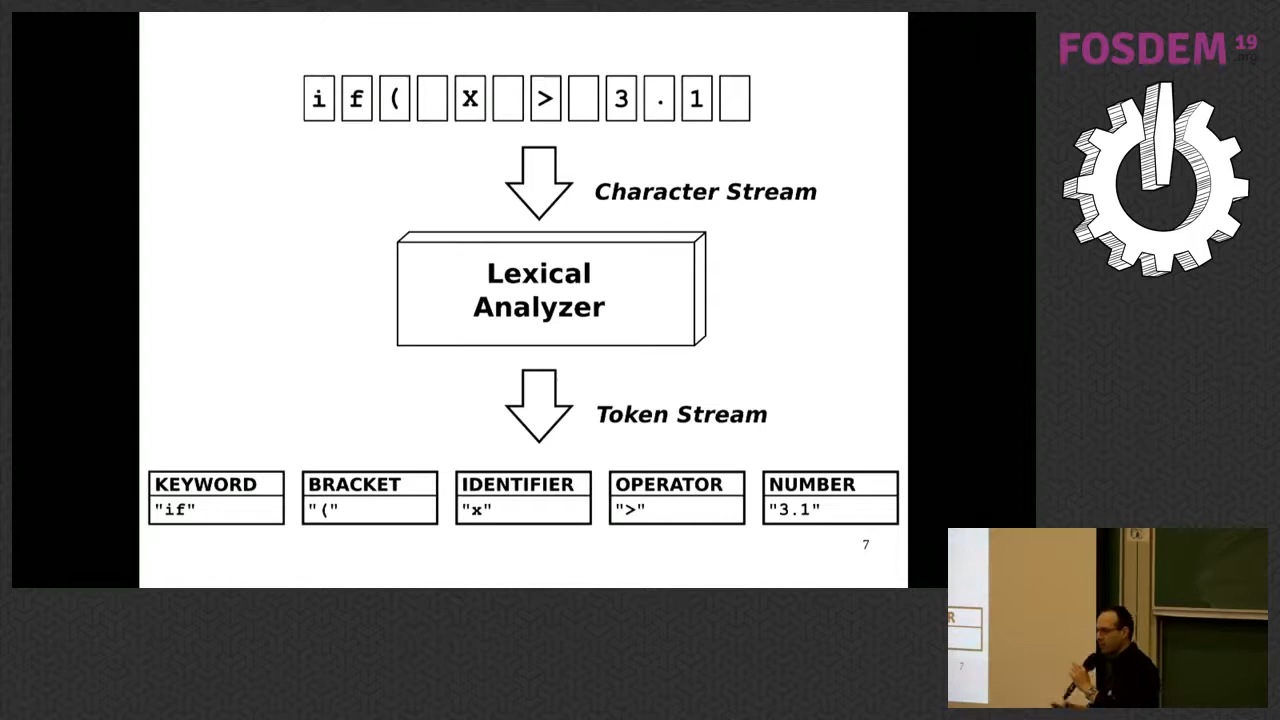 FOSDEM 19
.org
i f ( X > 3 . 1
Character Stream
Lexical
Analyzer
Token Stream
KEYWORD BRACKET IDENTIFIER OPERATOR NUMBER
"if" "(" "x" ">" "3.1"
7
R
7